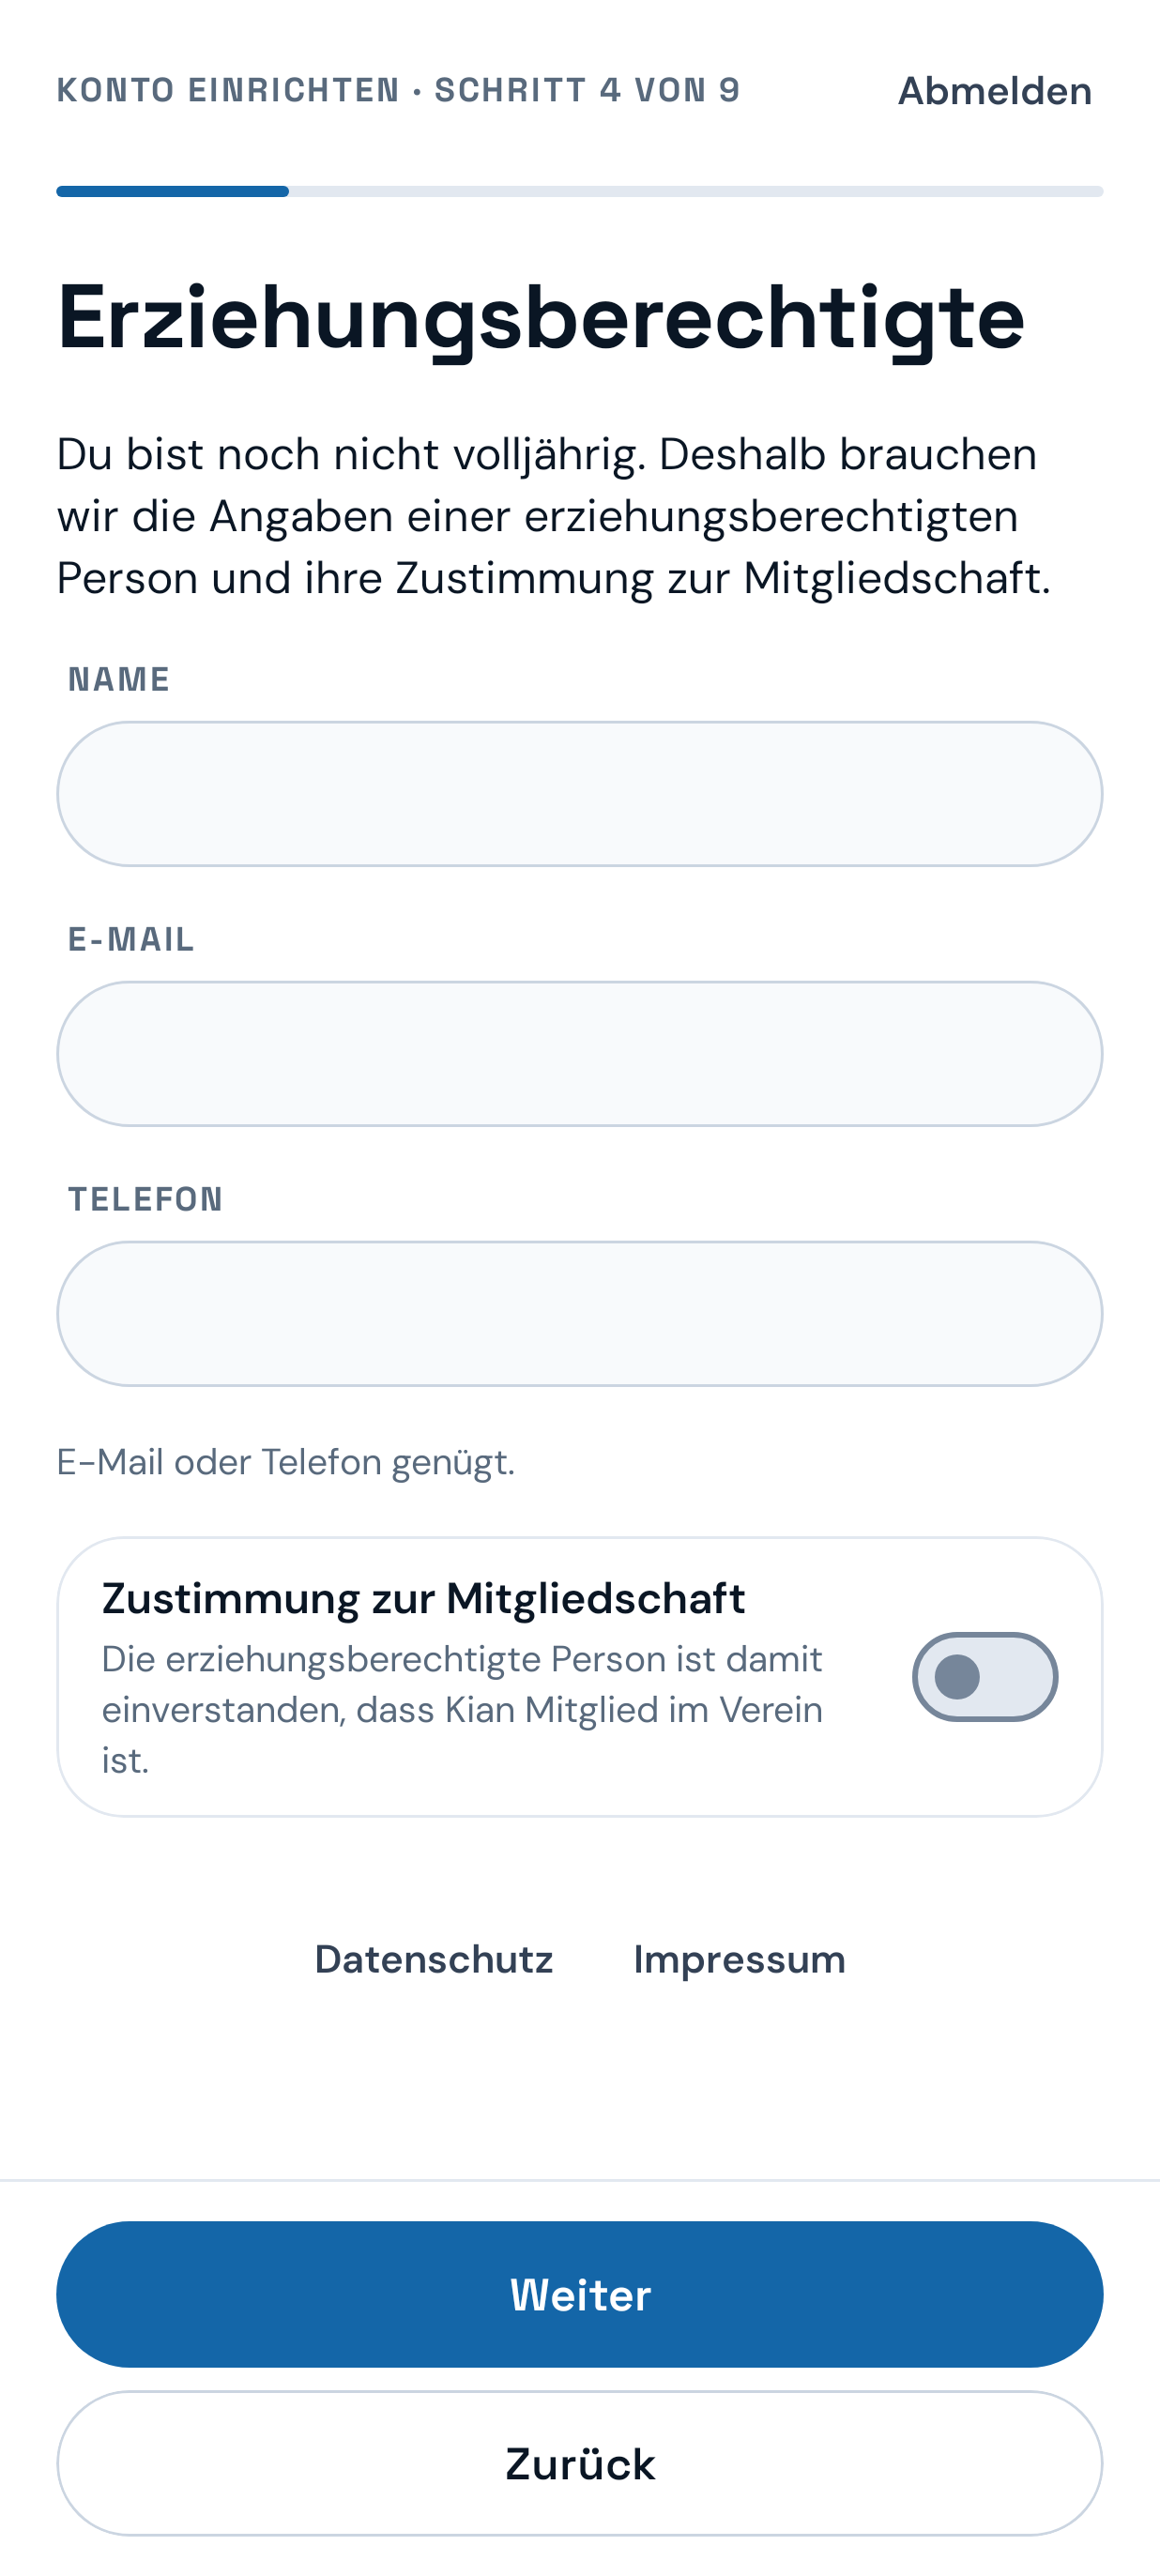 KONTO EINRICHTEN · SCHRITT 4 VON 9
Abmelden
Erziehungsberechtigte
Du bist noch nicht volljährig. Deshalb brauchen
wir die Angaben einer erziehungsberechtigten
Person und ihre Zustimmung zur Mitgliedschaft.
NAME
E-MAIL
TELEFON
E-Mail oder Telefon genügt.
Zustimmung zur Mitgliedschaft
Die erziehungsberechtigte Person ist damit
einverstanden, dass Kian Mitglied im Verein
ist.
Datenschutz
Impressum
Weiter
Zurück